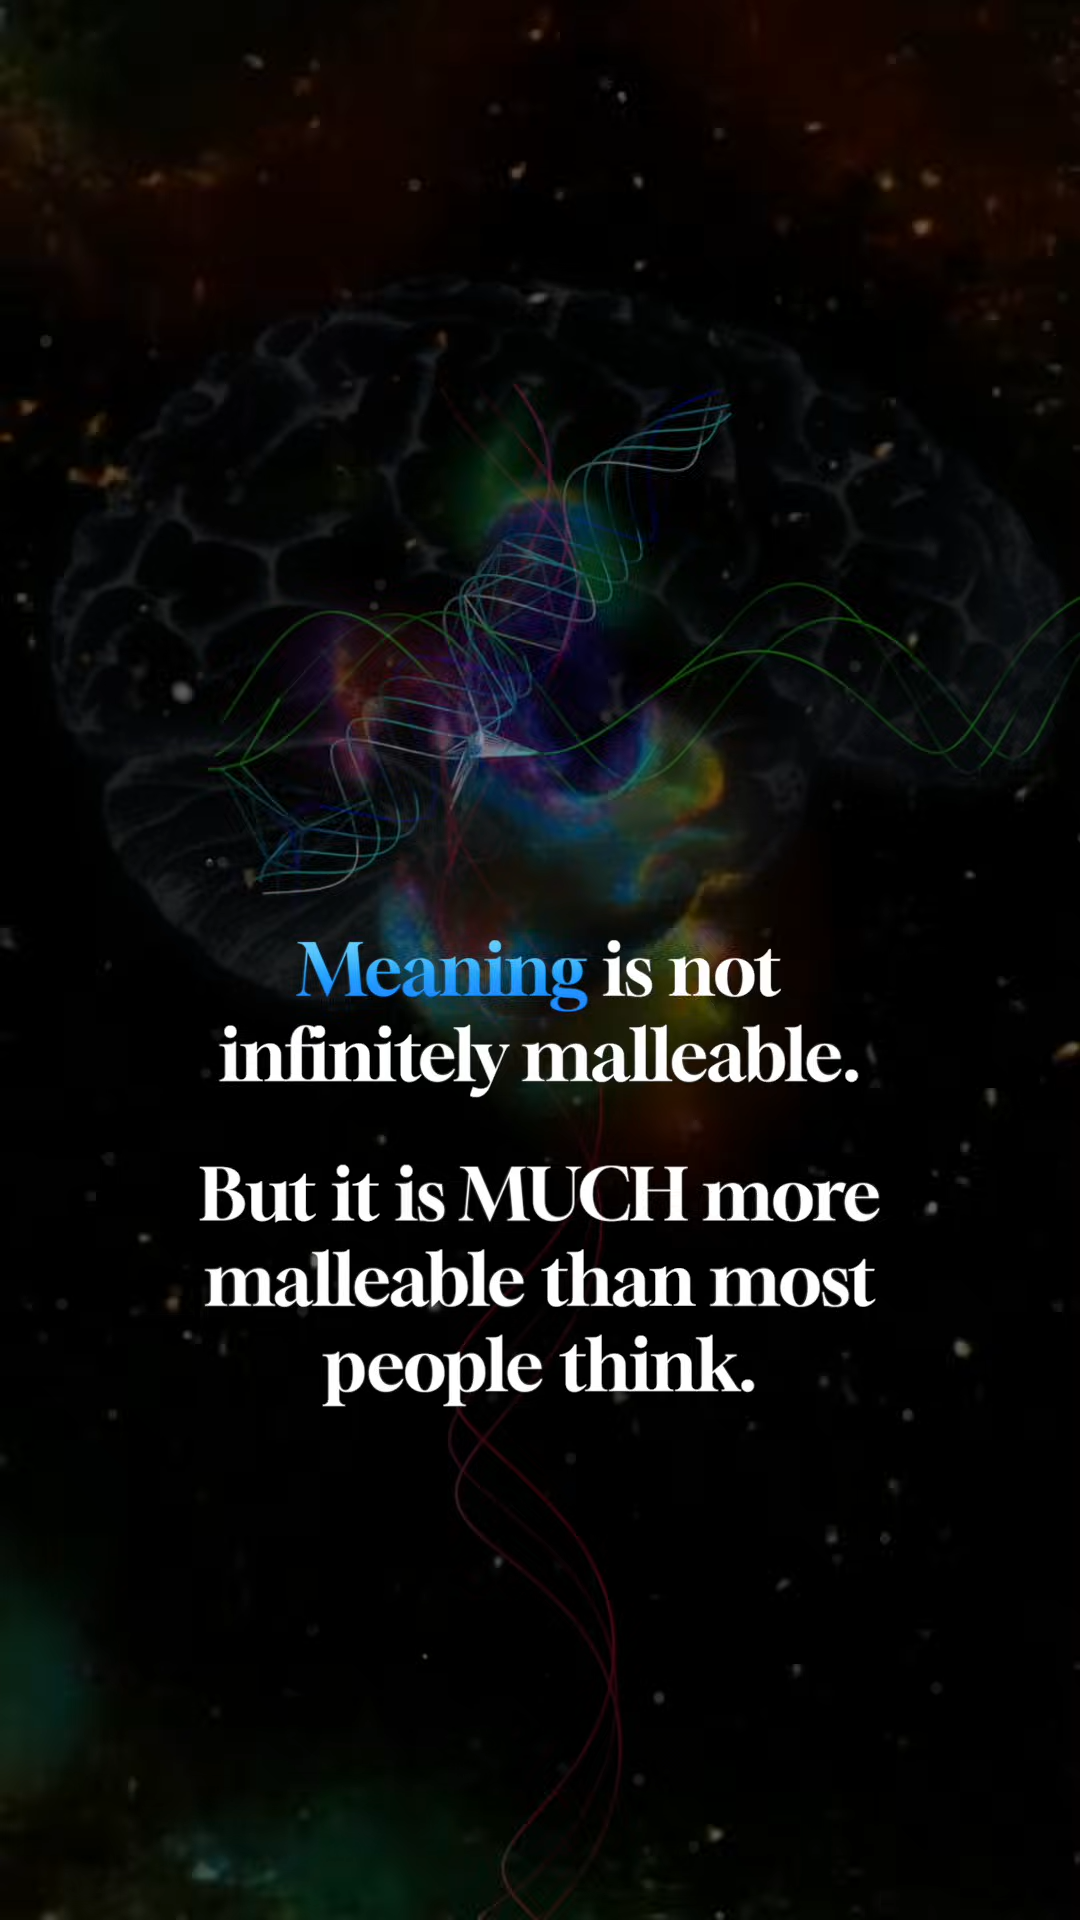 Meaning is not
infinitely malleable.
But it is MUCH more
malleable than most
people think.